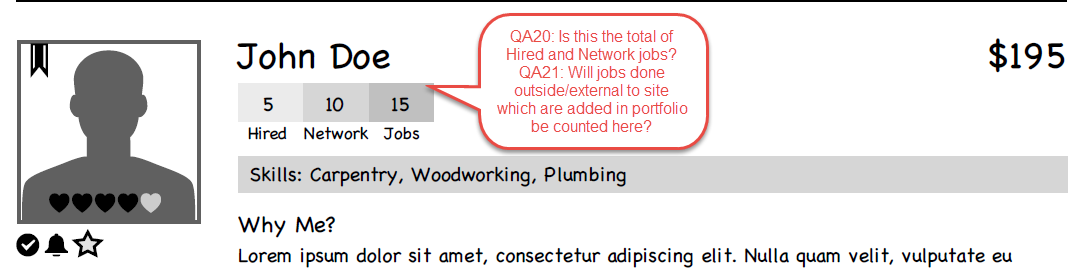 John Doe
$195
5 10 15
Hired Network Jobs
QA20: Is this the total of
Hired and Network jobs?
QA21: Will jobs done
outside/external to site
which are added in portfolio
be counted here?
Skills: Carpentry, Woodworking, Plumbing
Why Me?
Lorem ipsum dolor sit amet, consectetur adipiscing elit. Nulla quam velit, vulputate eu